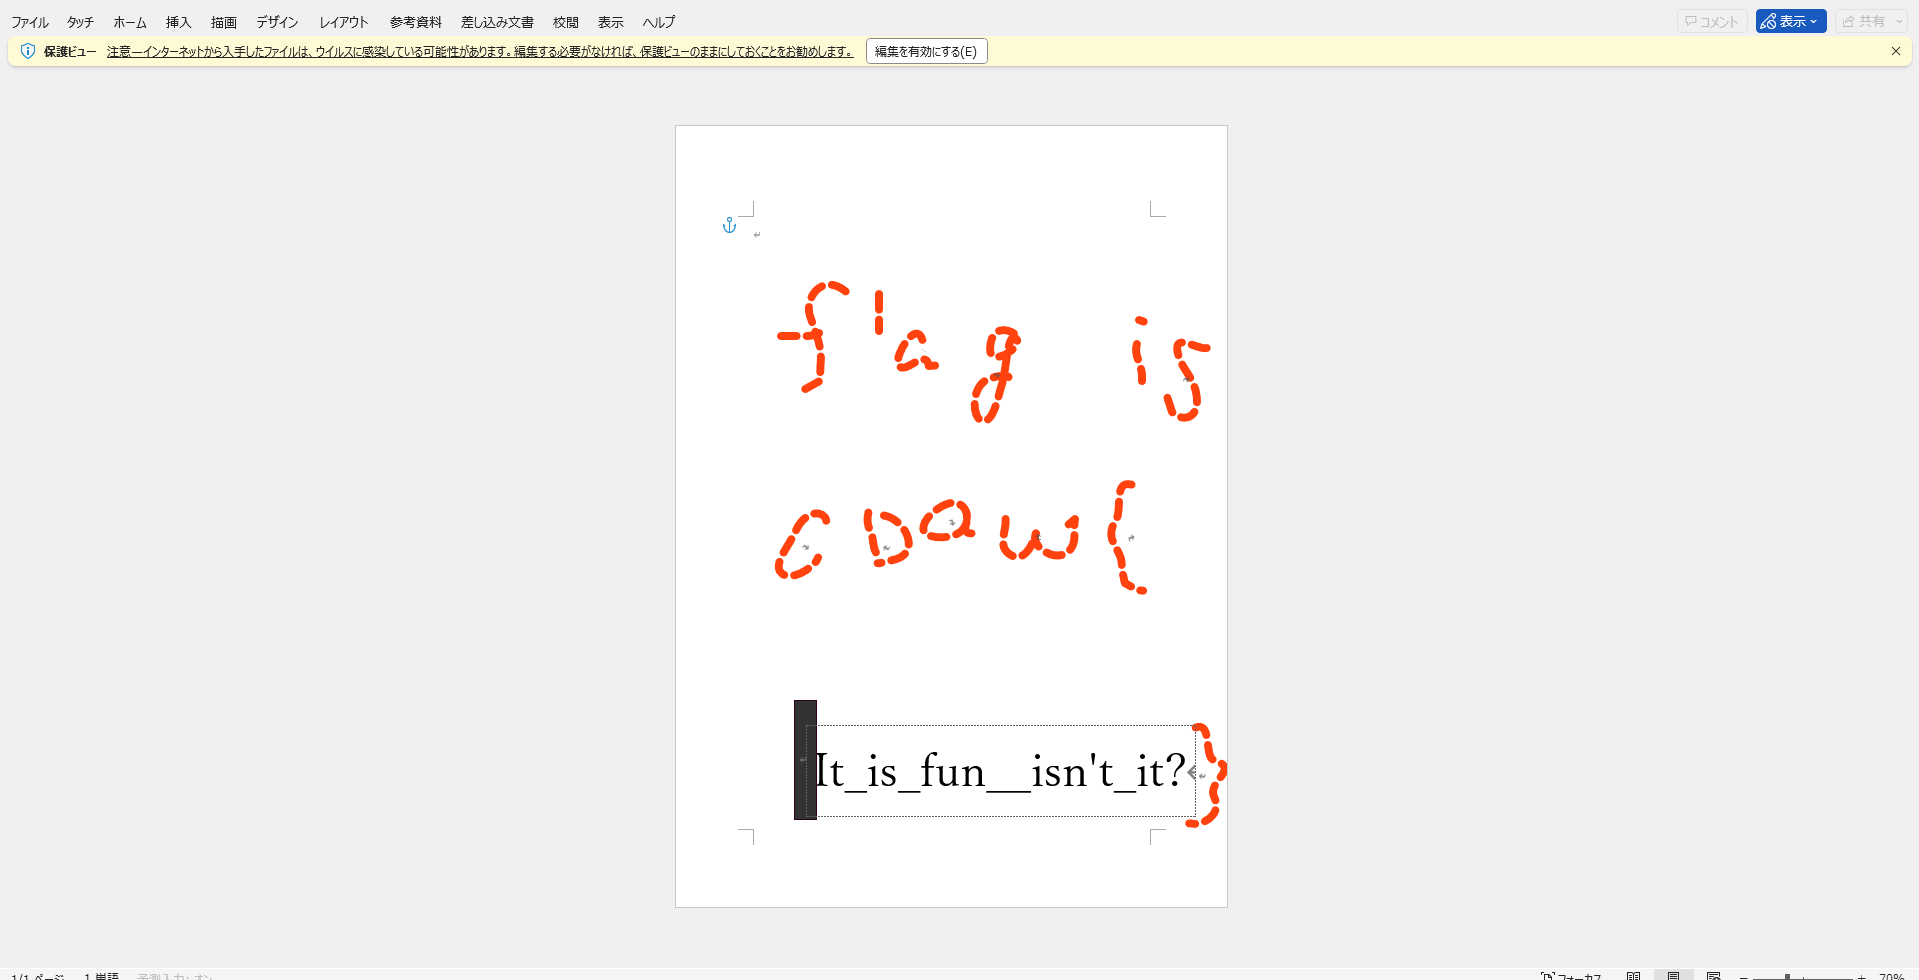 ファイル タッチ ホーム 挿入 描画 デザイン レイアウト 参考資料 差し込み文書 校閲 表示 ヘルプ コメント 表示 共有
保護ビュー 注意—インターネットから入手したファイルは、ウイルスに感染している可能性があります。編集する必要がなければ、保護ビューのままにしておくことをお勧めします。 編集を有効にする(E)
flag is
cpaw{
It_is_fun__isn't_it?}
1/1 ページ 1 単語 予測入力: オン フォーカス 70%